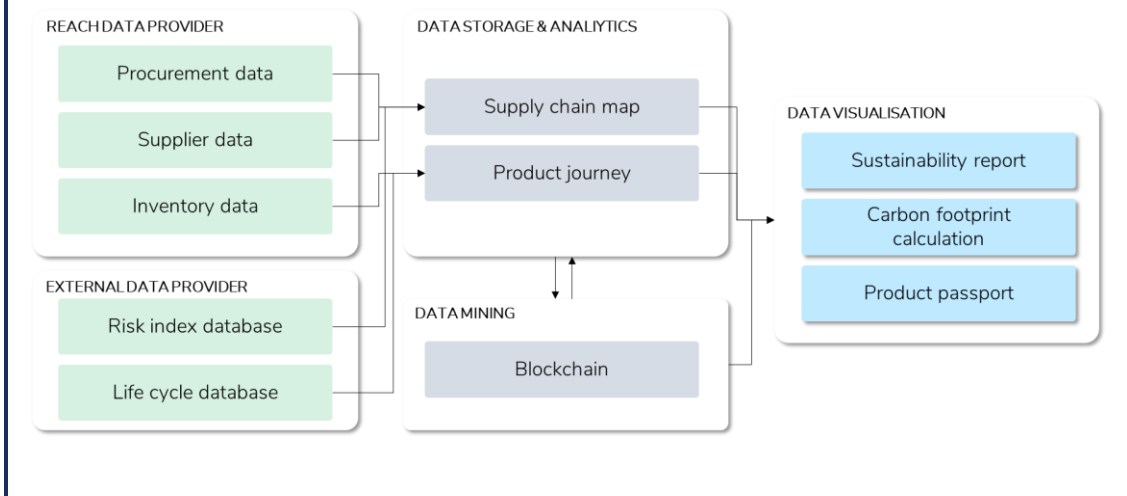 REACH DATA PROVIDER
Procurement data
Supplier data
Inventory data
EXTERNAL DATA PROVIDER
Risk index database
Life cycle database
DATA STORAGE & ANALIYTICS
Supply chain map
Product journey
DATA MINING
Blockchain
DATA VISUALISATION
Sustainability report
Carbon footprint
calculation
Product passport